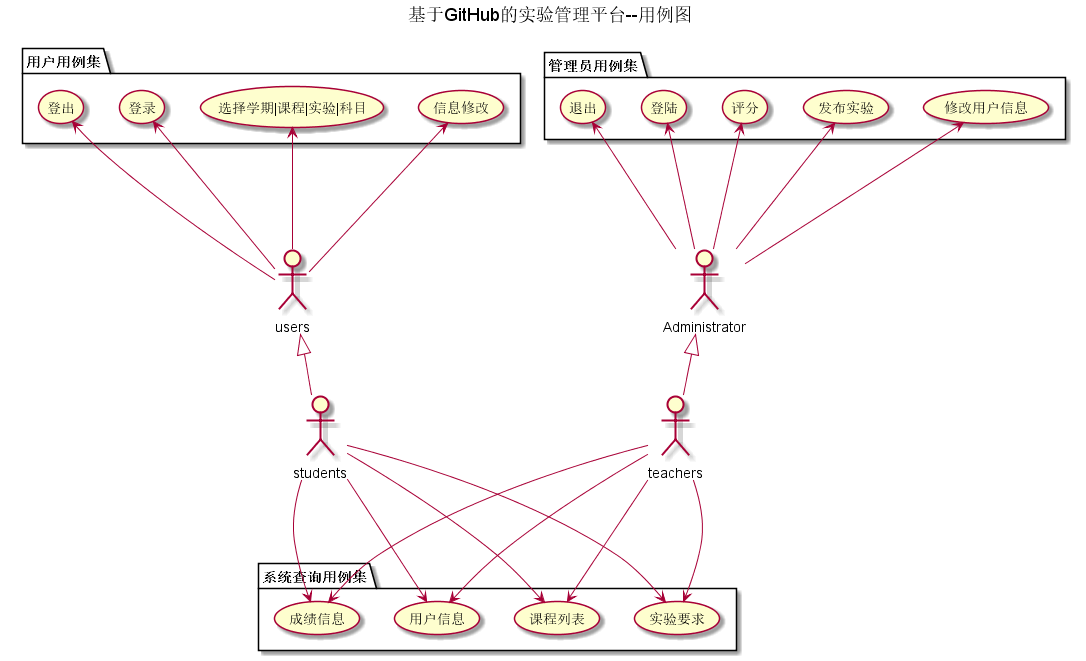 基于GitHub的实验管理平台--用例图
用户用例集
管理员用例集
登出
登录
选择学期|课程|实验|科目
信息修改
退出
登陆
评分
发布实验
修改用户信息
users
Administrator
students
teachers
系统查询用例集
成绩信息
用户信息
课程列表
实验要求